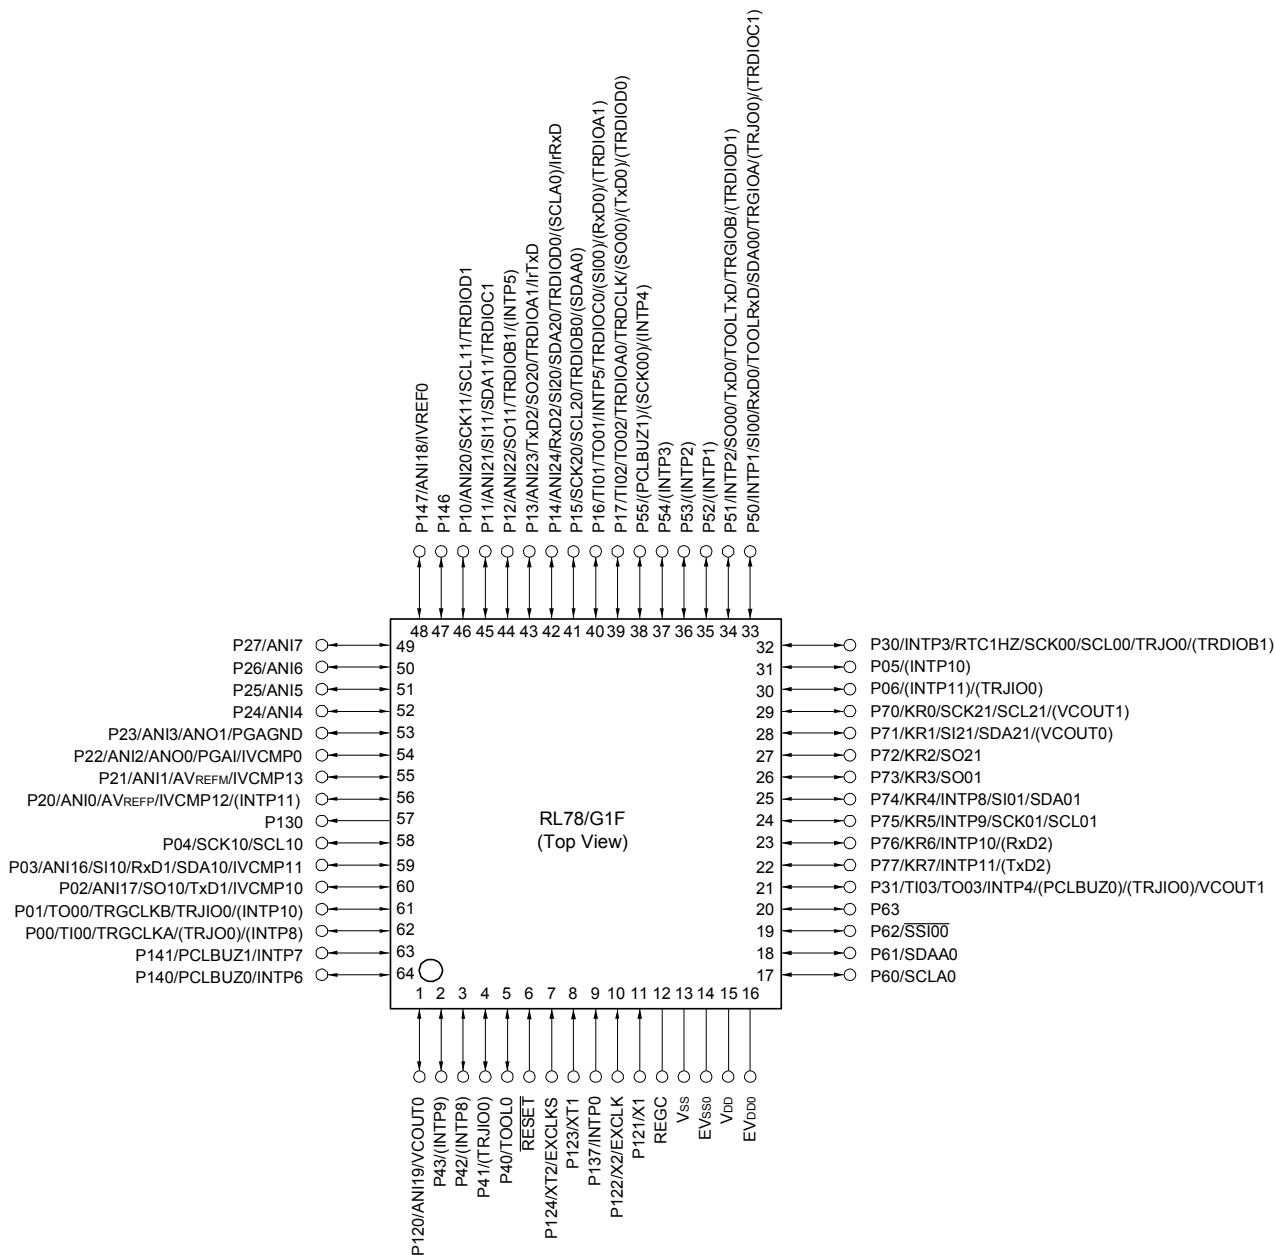 P147/ANI18/IVREF0
P146
P10/ANI20/SCK11/SCL11/TRDIOD1
P11/ANI21/SI11/SDA11/TRDIOC1
P12/ANI22/SO11/TRDIOB1/(INTP5)
P13/ANI23/TxD2/SO20/TRDIOA1/IrTxD
P14/ANI24/RxD2/SI20/SDA20/TRDIOD0/(SCLA0)/IrRxD
P15/SCK20/SCL20/TRDIOB0/(SDAA0)
P16/TI01/TO01/INTP5/TRDIOC0/(SI00)/(RxD0)/(TRDIOA1)
P17/TI02/TO02/TRDIOA0/TRDCLK/(SO00)/(TxD0)/(TRDIOD0)
P55/(PCLBUZ1)/(SCK00)/(INTP4)
P54/(INTP3)
P53/(INTP2)
P52/(INTP1)
P51/INTP2/SO00/TxD0/TOOLTxD/TRGIOB/(TRDIOD1)
P50/INTP1/SI00/RxD0/TOOLRxD/SDA00/TRGIOA/(TRJO0)/(TRDIOC1)
48 47 46 45 44 43 42 41 40 39 38 37 36 35 34 33
P27/ANI7 49
P26/ANI6 50
P25/ANI5 51
P24/ANI4 52
P23/ANI3/ANO1/PGAGND 53
P22/ANI2/ANO0/PGAI/IVCMP0 54
P21/ANI1/AVREFM/IVCMP13 55
P20/ANI0/AVREFP/IVCMP12/(INTP11) 56
P130 57
P04/SCK10/SCL10 58
P03/ANI16/SI10/RxD1/SDA10/IVCMP11 59
P02/ANI17/SO10/TxD1/IVCMP10 60
P01/TO00/TRGCLKB/TRJIO0/(INTP10) 61
P00/TI00/TRGCLKA/(TRJO0)/(INTP8) 62
P141/PCLBUZ1/INTP7 63
P140/PCLBUZ0/INTP6 64
RL78/G1F
(Top View)
32 P30/INTP3/RTC1HZ/SCK00/SCL00/TRJO0/(TRDIOB1)
31 P05/(INTP10)
30 P06/(INTP11)/(TRJIO0)
29 P70/KR0/SCK21/SCL21/(VCOUT1)
28 P71/KR1/SI21/SDA21/(VCOUT0)
27 P72/KR2/SO21
26 P73/KR3/SO01
25 P74/KR4/INTP8/SI01/SDA01
24 P75/KR5/INTP9/SCK01/SCL01
23 P76/KR6/INTP10/(RxD2)
22 P77/KR7/INTP11/(TxD2)
21 P31/TI03/TO03/INTP4/(PCLBUZ0)/(TRJIO0)/VCOUT1
20 P63
19 P62/SSI00
18 P61/SDAA0
17 P60/SCLA0
1 2 3 4 5 6 7 8 9 10 11 12 13 14 15 16
P120/ANI19/VCOUT0
P43/(INTP9)
P42/(INTP8)
P41/(TRJIO0)
P40/TOOL0
RESET
P124/XT2/EXCLKS
P123/XT1
P137/INTP0
P122/X2/EXCLK
P121/X1
REGC
VSS
EVSS0
VDD
EVDD0